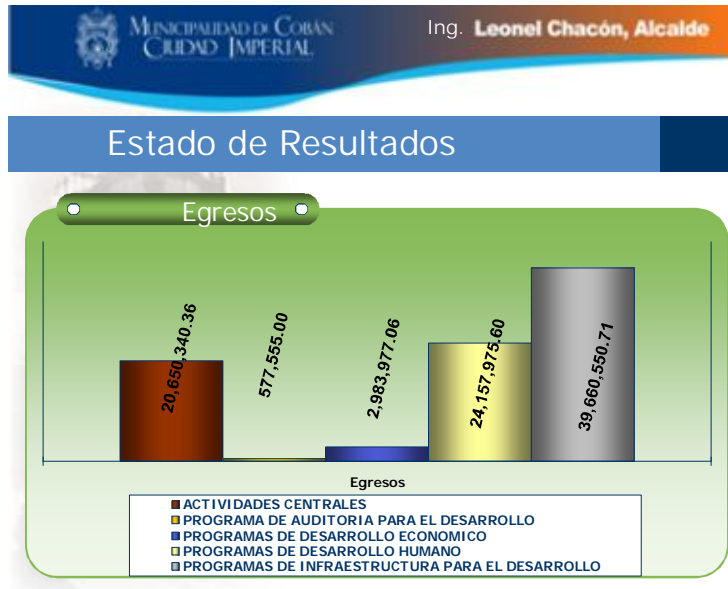 MUNICIPALIDAD DE COBÁN
CIUDAD IMPERIAL
Ing. Leonel Chacón, Alcalde
Estado de Resultados
Egresos
20,650,340.36
577,555.00
2,983,977.06
24,157,975.60
39,660,550.71
Egresos
ACTIVIDADES CENTRALES
PROGRAMA DE AUDITORIA PARA EL DESARROLLO
PROGRAMAS DE DESARROLLO ECONOMICO
PROGRAMAS DE DESARROLLO HUMANO
PROGRAMAS DE INFRAESTRUCTURA PARA EL DESARROLLO